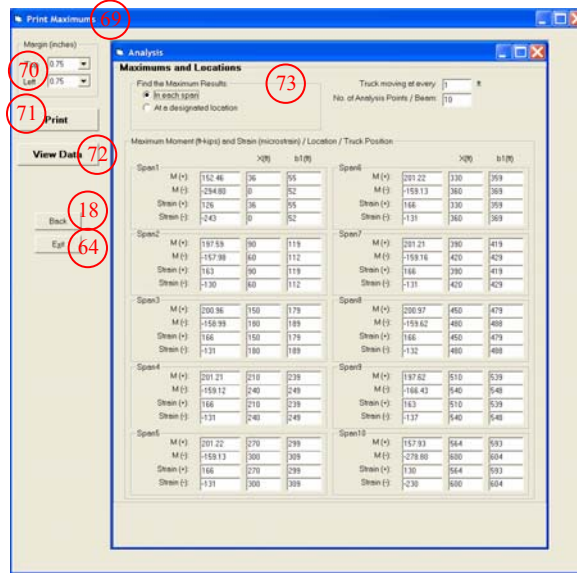 Print Maximums 69
Margin (inches)
Top 0.75 70
Left 0.75
71
Print
View Data 72
Back 18
Exit 64
Analysis
Maximums and Locations
Find the Maximum Results: 73
In each span
At a designated location
Truck moving at every: 1 ft
No. of Analysis Points / Beam: 10
Maximum Moment (ft-kips) and Strain (microstrain) / Location / Truck Position
X(ft) b1(ft)
Span1
M (+): 152.46 36 55
M (-): -294.80 0 52
Strain (+): 126 36 55
Strain (-): -243 0 52
Span2
M (+): 197.59 90 119
M (-): -157.98 60 112
Strain (+): 163 90 119
Strain (-): -130 60 112
Span3
M (+): 200.96 150 179
M (-): -158.99 180 189
Strain (+): 166 150 179
Strain (-): -131 180 189
Span4
M (+): 201.21 210 239
M (-): -159.12 240 249
Strain (+): 166 210 239
Strain (-): -131 240 249
Span5
M (+): 201.22 270 299
M (-): -159.13 300 309
Strain (+): 166 270 299
Strain (-): -131 300 309
X(ft) b1(ft)
Span6
M (+): 201.22 330 359
M (-): -159.13 360 369
Strain (+): 166 330 359
Strain (-): -131 360 369
Span7
M (+): 201.21 390 419
M (-): -159.16 420 429
Strain (+): 166 390 419
Strain (-): -131 420 429
Span8
M (+): 200.97 450 479
M (-): -159.62 480 488
Strain (+): 166 450 479
Strain (-): -132 480 488
Span9
M (+): 197.62 510 539
M (-): -166.43 540 548
Strain (+): 163 510 539
Strain (-): -137 540 548
Span10
M (+): 157.93 564 593
M (-): -278.80 600 604
Strain (+): 130 564 593
Strain (-): -230 600 604